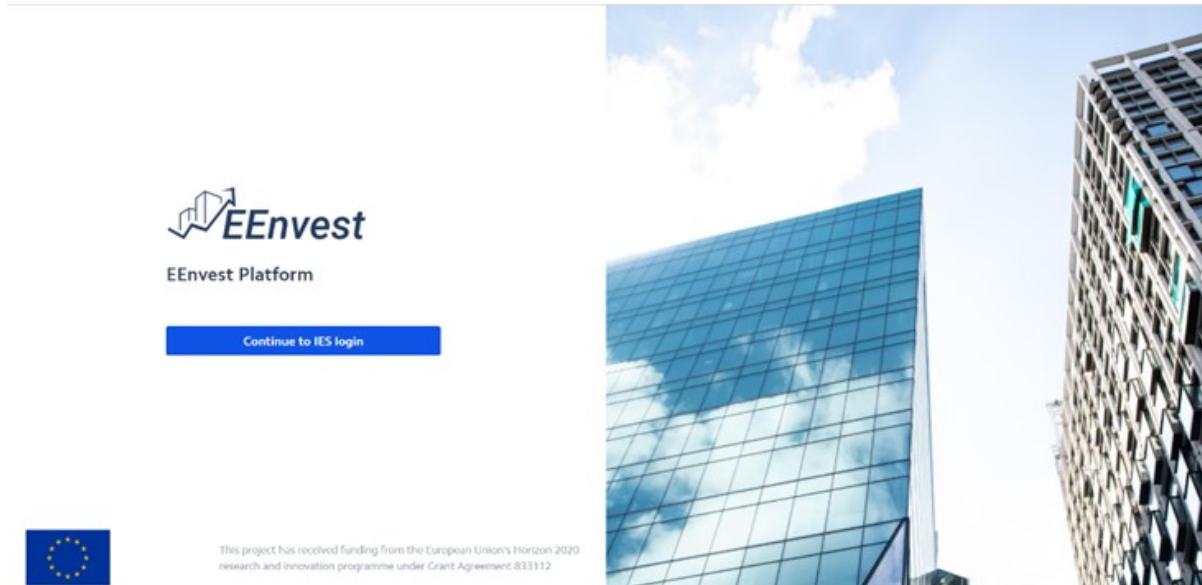 EEnvest
EEnvest Platform
Continue to IES login
This project has received funding from the European Union's Horizon 2020
research and innovation programme under Grant Agreement 833112